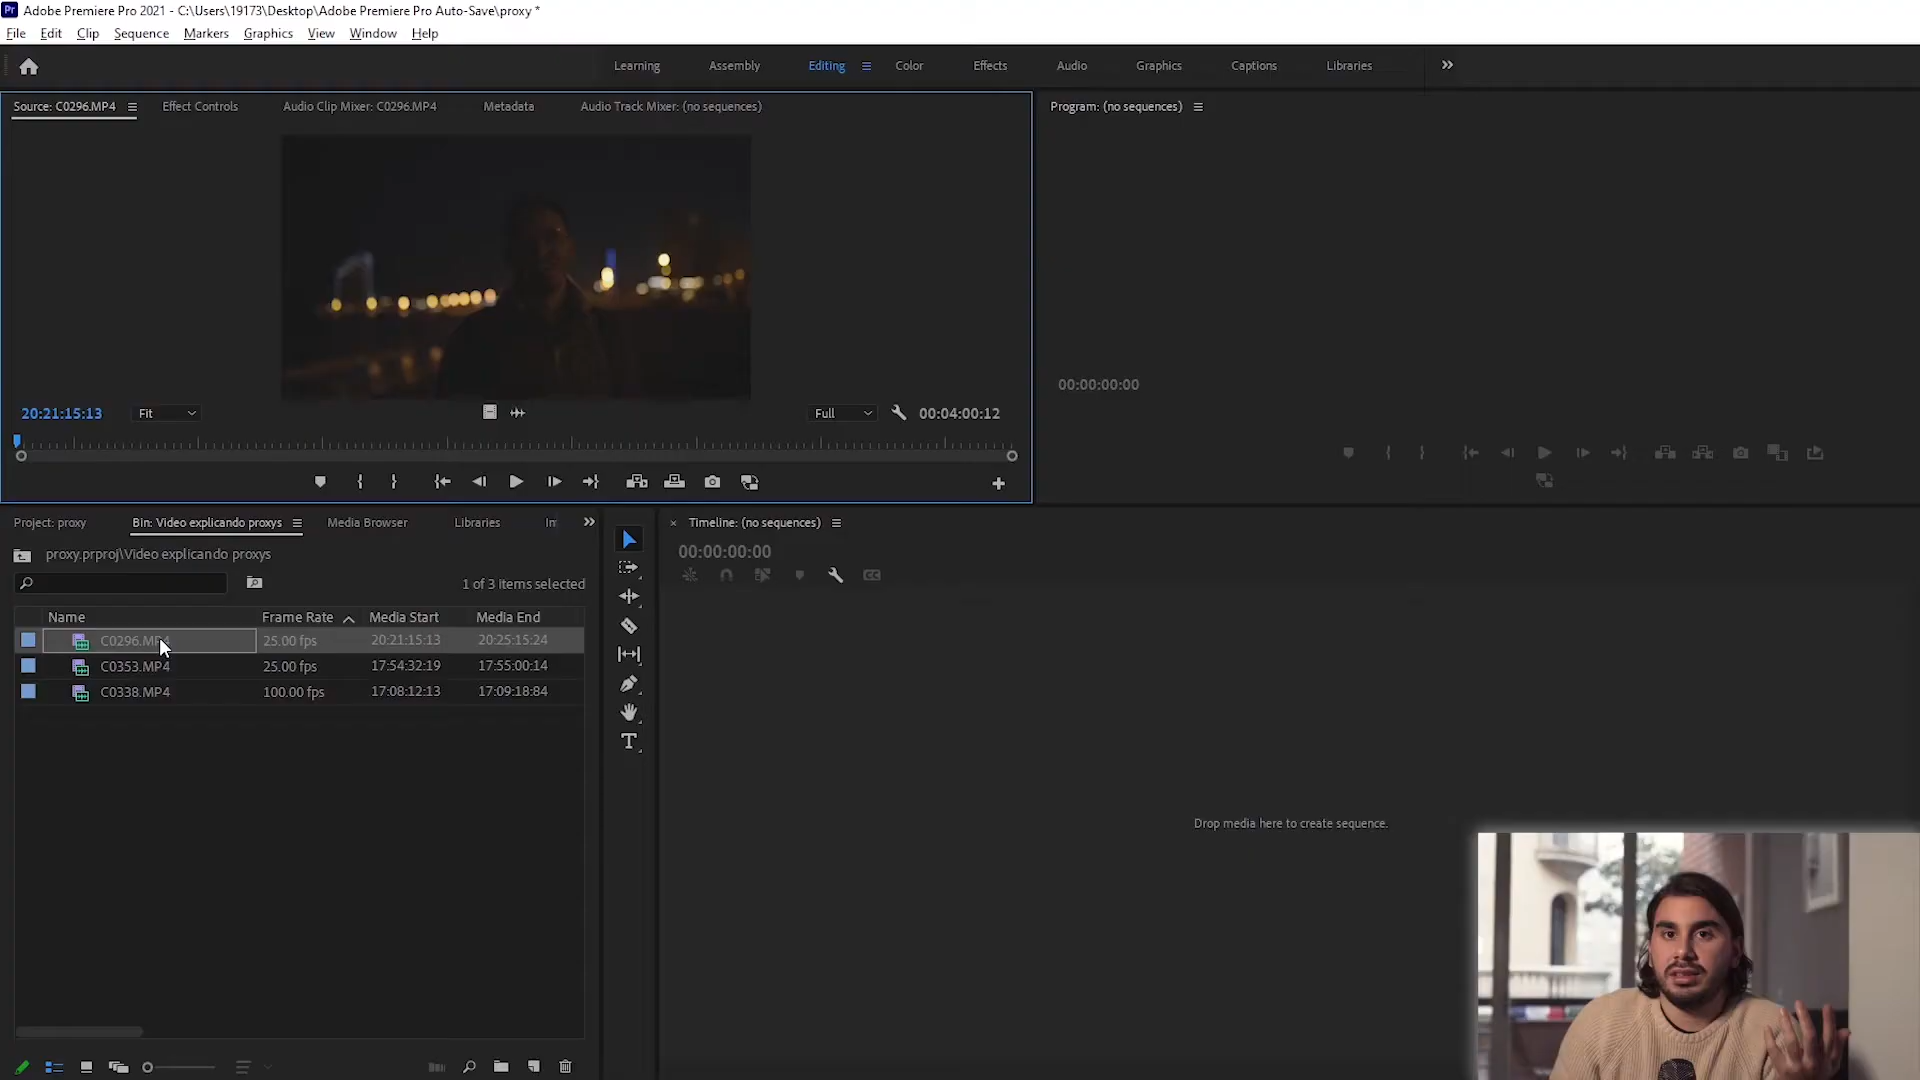 Pr Adobe Premiere Pro 2021 - C:\Users\19173\Desktop\Adobe Premiere Pro Auto-Save\proxy *
File Edit Clip Sequence Markers Graphics View Window Help
Learning Assembly Editing Color Effects Audio Graphics Captions Libraries
Source: C0296.MP4 Effect Controls Audio Clip Mixer: C0296.MP4 Metadata Audio Track Mixer: (no sequences)
Program: (no sequences)
20:21:15:13 Fit Full 00:04:00:12
00:00:00:00
Project: proxy Bin: Video explicando proxys Media Browser Libraries
proxy.prproj\Video explicando proxys
1 of 3 items selected
Name Frame Rate Media Start Media End
C0296.MP4 25.00 fps 20:21:15:13 20:25:15:24
C0353.MP4 25.00 fps 17:54:32:19 17:55:00:14
C0338.MP4 100.00 fps 17:08:12:13 17:09:18:84
Timeline: (no sequences)
00:00:00:00
Drop media here to create sequence.